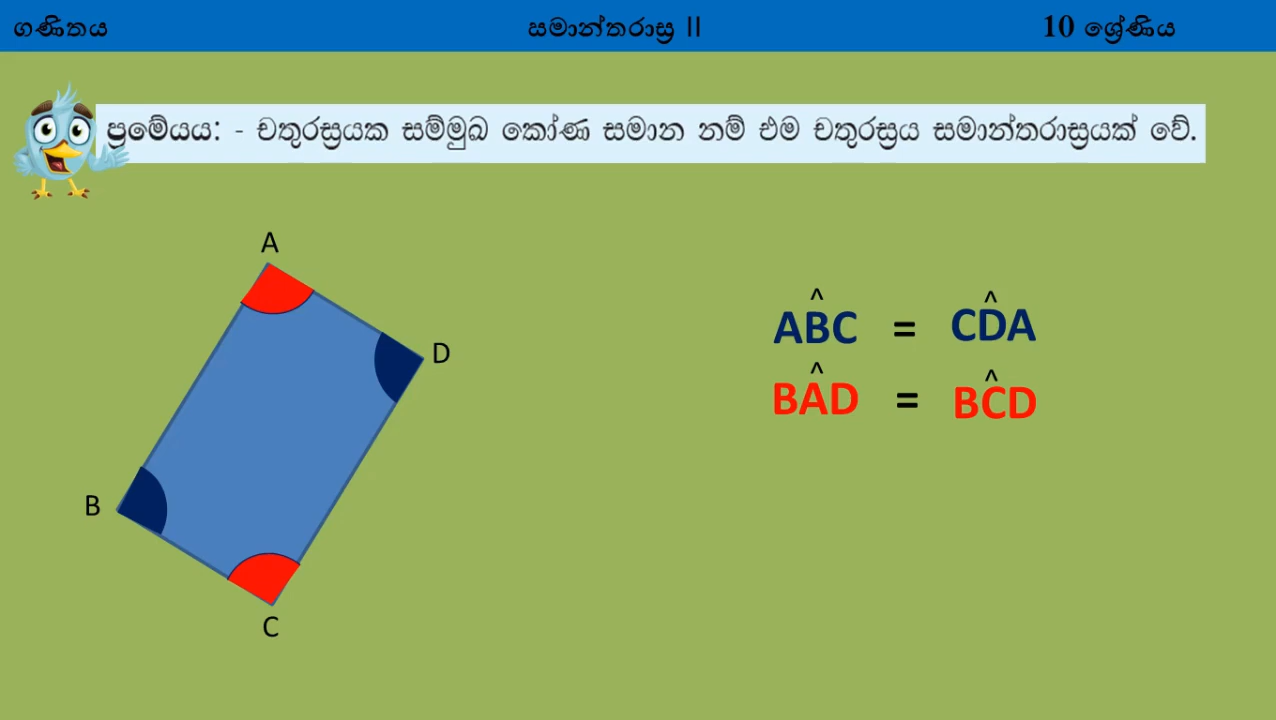 ගණිතය සමාන්තරාස්‍ර II 10 ශ්‍රේණිය
ප්‍රමේයය: - චතුරස්‍රයක සම්මුඛ කෝණ සමාන නම් එම චතුරස්‍රය සමාන්තරාස්‍රයක් වේ.
A
D
B
C
AB̂C = CD̂A
BÂD = BĈD